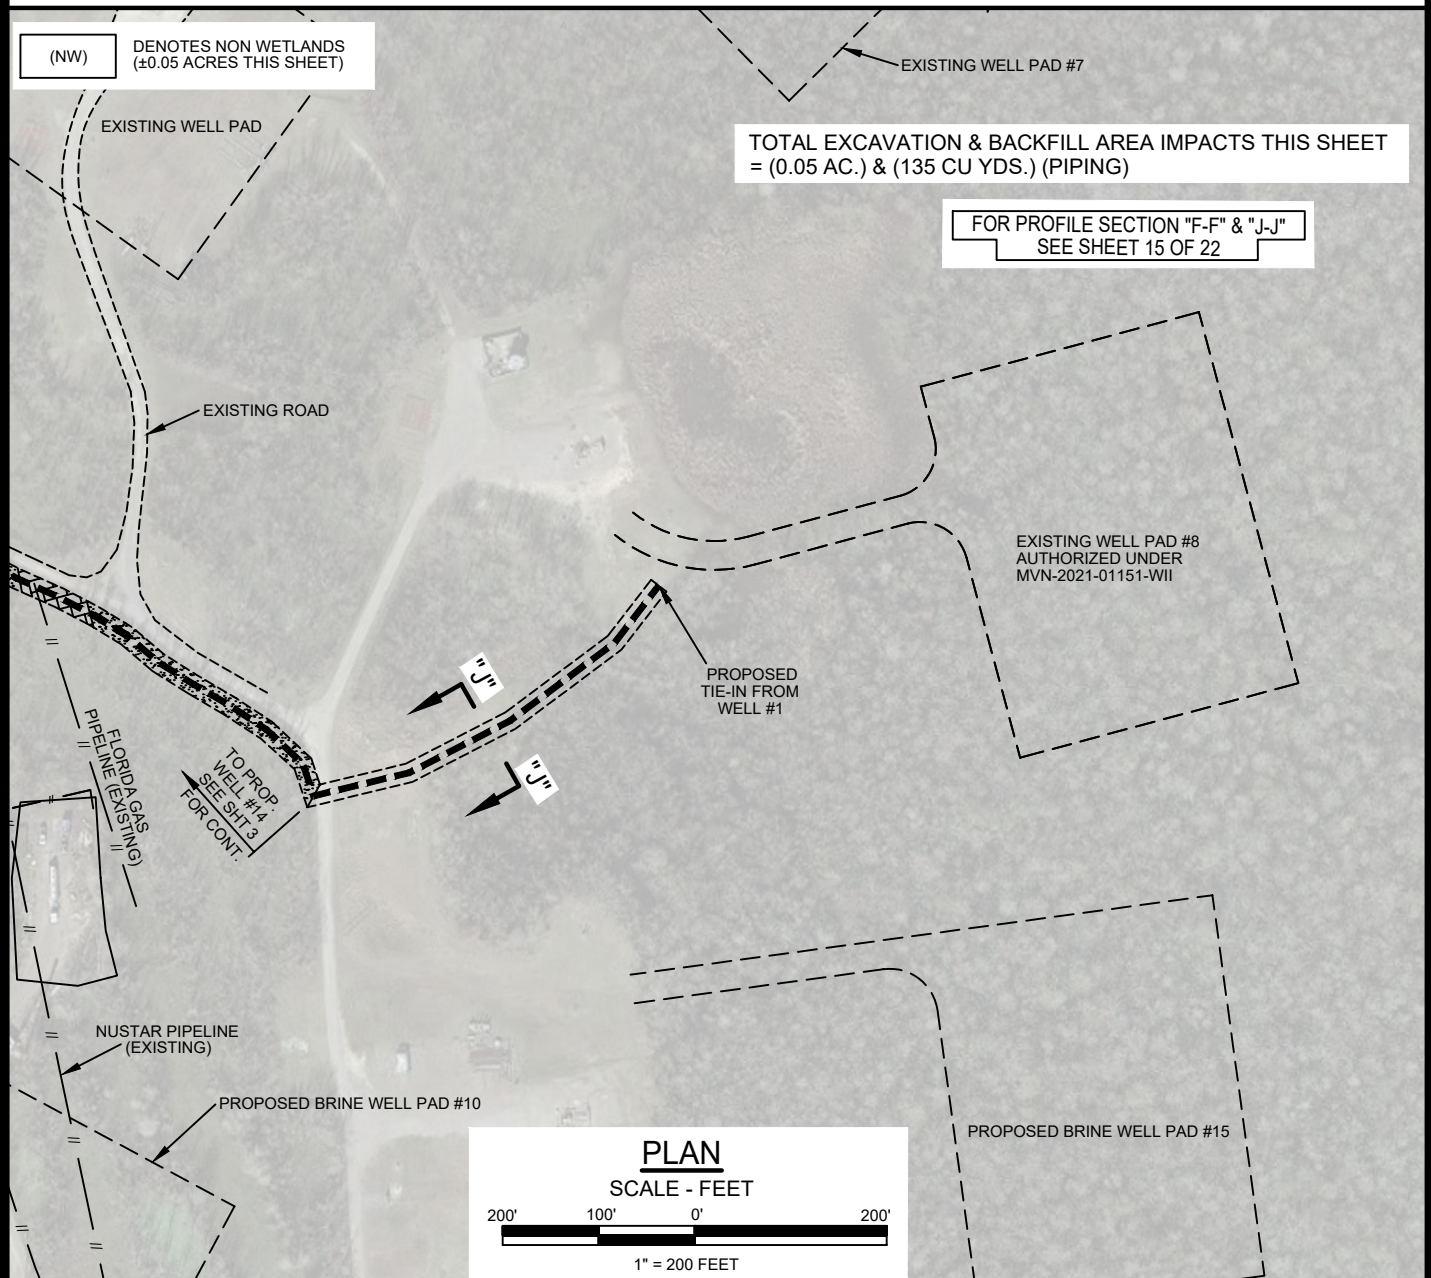 (NW)
DENOTES NON WETLANDS
(±0.05 ACRES THIS SHEET)
EXISTING WELL PAD #7
EXISTING WELL PAD
TOTAL EXCAVATION & BACKFILL AREA IMPACTS THIS SHEET
= (0.05 AC.) & (135 CU YDS.) (PIPING)
FOR PROFILE SECTION "F-F" & "J-J"
SEE SHEET 15 OF 22
EXISTING ROAD
EXISTING WELL PAD #8
AUTHORIZED UNDER
MVN-2021-01151-WII
PROPOSED
TIE-IN FROM
WELL #1
"J"
"J"
FLORIDA GAS
PIPELINE (EXISTING)
TO PROP.
WELL #14
SEE SHT 3
FOR CONT.
NUSTAR PIPELINE
(EXISTING)
PROPOSED BRINE WELL PAD #10
PROPOSED BRINE WELL PAD #15
PLAN
SCALE - FEET
200' 100' 0' 200'
1" = 200 FEET